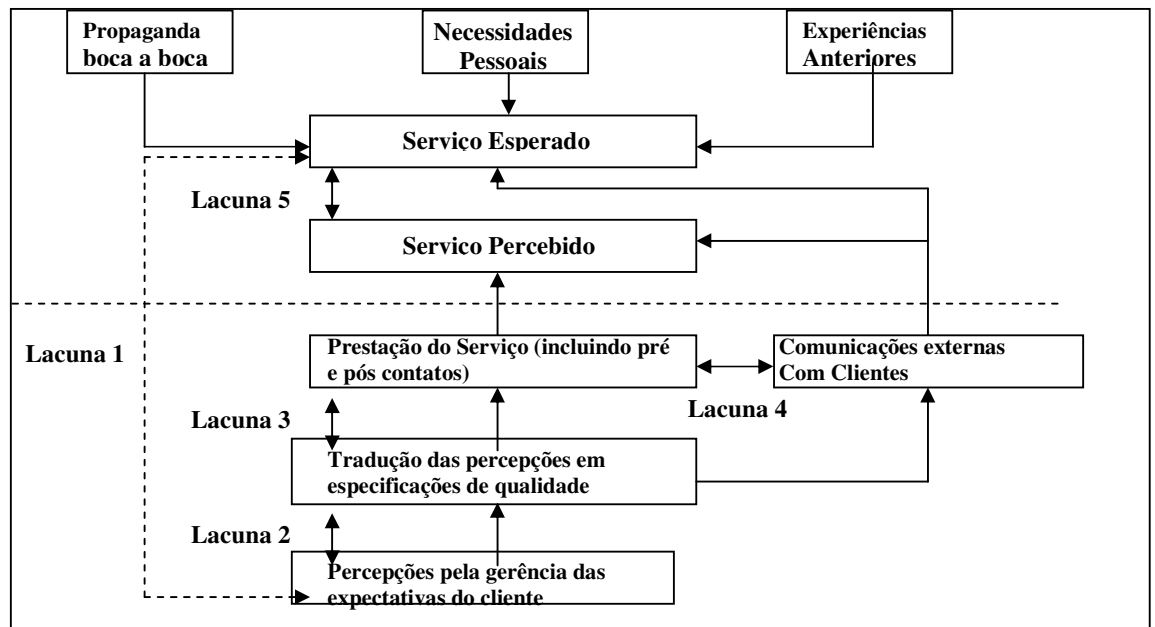 Propaganda
boca a boca
Necessidades
Pessoais
Experiências
Anteriores
Serviço Esperado
Lacuna 5
Servico Percebido
Lacuna 1
Prestação do Serviço (incluindo pré
e pós contatos)
Comunicações externas
Com Clientes
Lacuna 4
Lacuna 3
Tradução das percepções em
especificações de qualidade
Lacuna 2
Percepções pela gerência das
expectativas do cliente